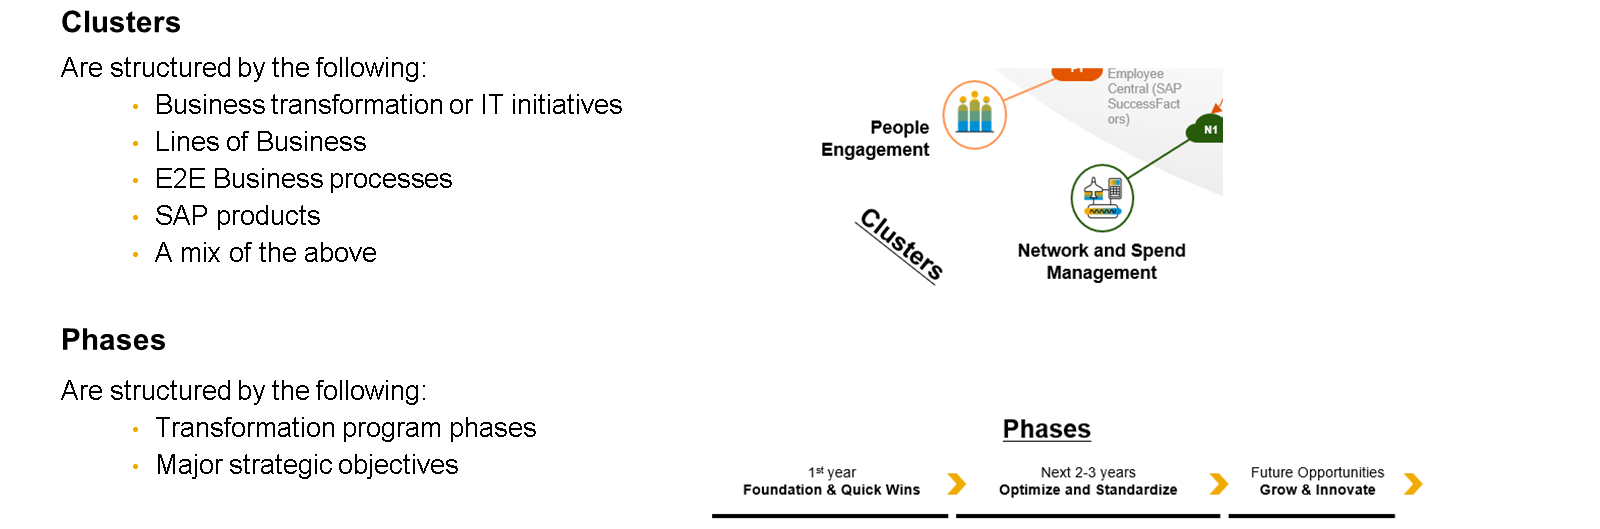 Clusters
Are structured by the following:
• Business transformation or IT initiatives
• Lines of Business
• E2E Business processes
• SAP products
• A mix of the above
Employee
Central (SAP
SuccessFact
ors)
N1
People
Engagement
Clusters
Network and Spend
Management
Phases
Are structured by the following:
• Transformation program phases
• Major strategic objectives
Phases
1st year
Foundation & Quick Wins
Next 2-3 years
Optimize and Standardize
Future Opportunities
Grow & Innovate